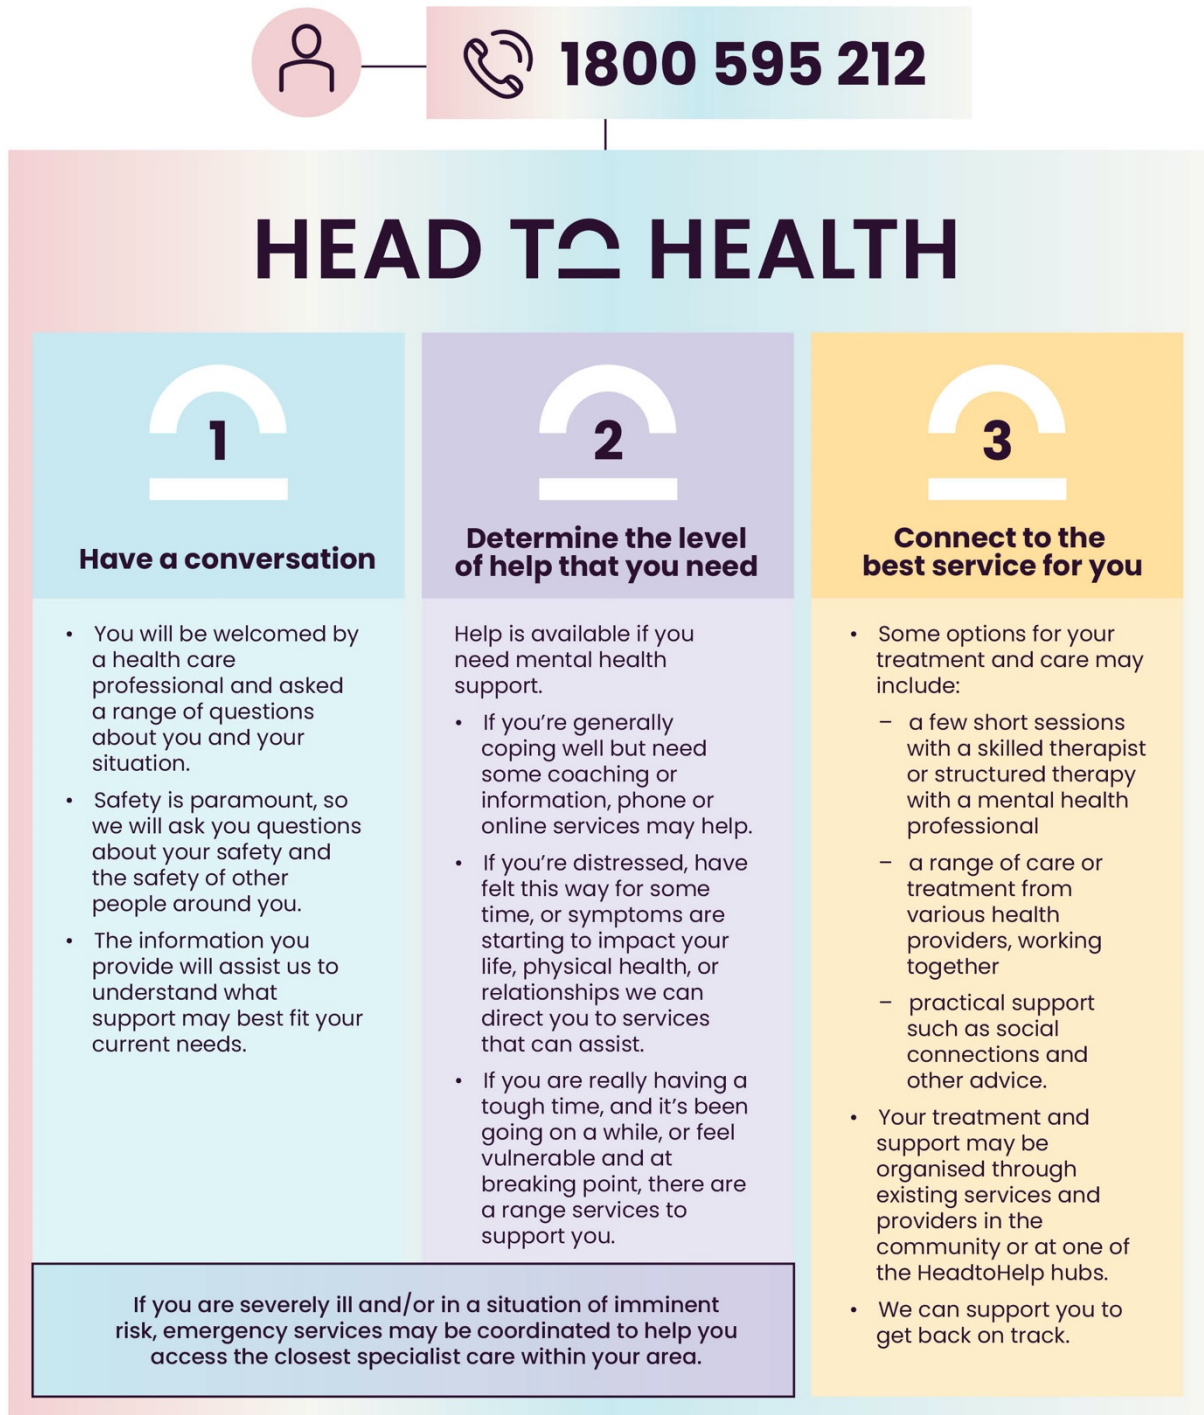 1800 595 212
HEAD TO HEALTH
1
Have a conversation
• You will be welcomed by
a health care
professional and asked
a range of questions
about you and your
situation.
• Safety is paramount, so
we will ask you questions
about your safety and
the safety of other
people around you.
• The information you
provide will assist us to
understand what
support may best fit your
current needs.
2
Determine the level
of help that you need
Help is available if you
need mental health
support.
• If you’re generally
coping well but need
some coaching or
information, phone or
online services may help.
• If you’re distressed, have
felt this way for some
time, or symptoms are
starting to impact your
life, physical health, or
relationships we can
direct you to services
that can assist.
• If you are really having a
tough time, and it’s been
going on a while, or feel
vulnerable and at
breaking point, there are
a range services to
support you.
If you are severely ill and/or in a situation of imminent
risk, emergency services may be coordinated to help you
access the closest specialist care within your area.
3
Connect to the
best service for you
• Some options for your
treatment and care may
include:
– a few short sessions
with a skilled therapist
or structured therapy
with a mental health
professional
– a range of care or
treatment from
various health
providers, working
together
– practical support
such as social
connections and
other advice.
• Your treatment and
support may be
organised through
existing services and
providers in the
community or at one of
the HeadtoHelp hubs.
• We can support you to
get back on track.